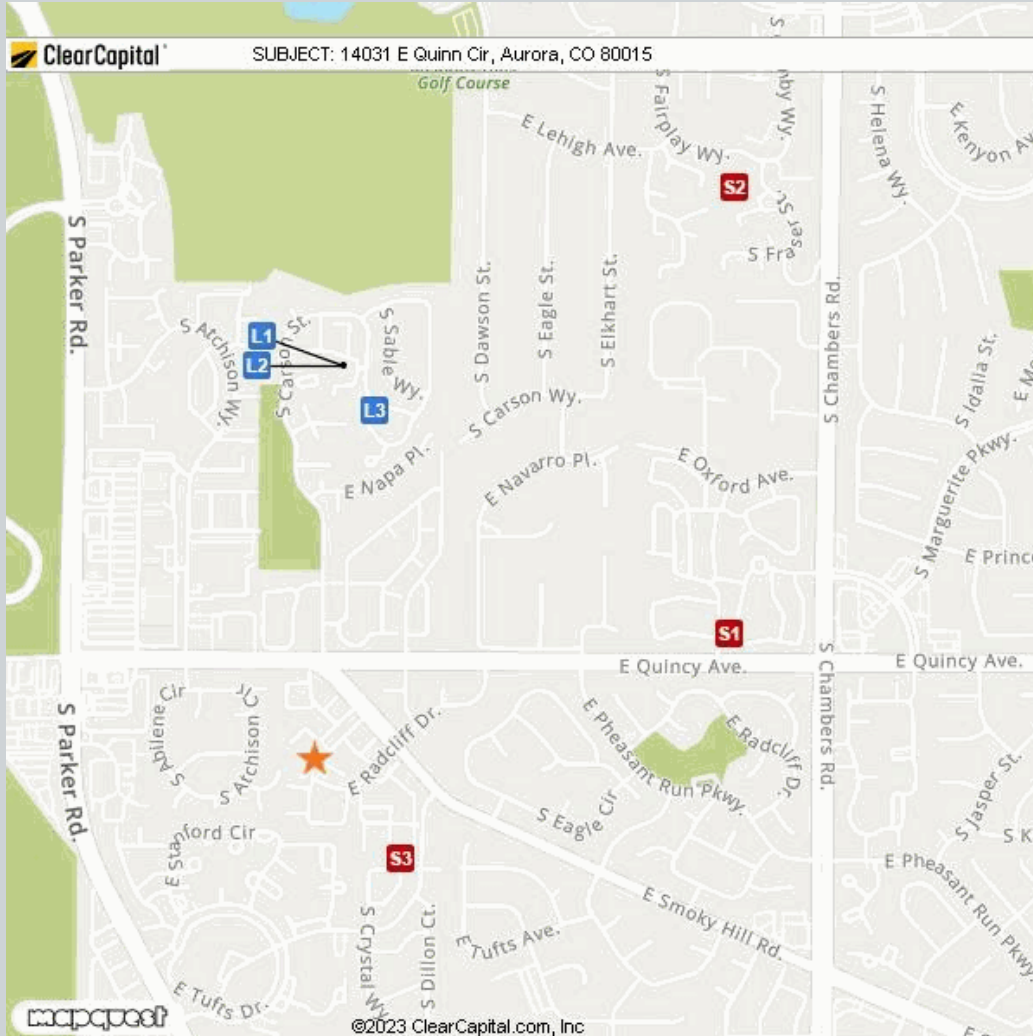 ClearCapital
SUBJECT: 14031 E Quinn Cir, Aurora, CO 80015
Golf Course
E Lehigh Ave.
S Fairplay Wy.
S Helena Wy.
E Kenyon Av
S2
S Fraser St.
S Parker Rd.
S Chambers Rd.
S Dawson St.
S Eagle St.
S Elkhart St.
S Atchison Wy.
S Carson St.
S Sable Wy.
L1
L2
L3
S Idalia St.
S Carson Wy.
S Marguerite Pkwy.
E Napa Pl.
E Navarro Pl.
E Oxford Ave.
E Princ
S1
E Quincy Ave.
S Chambers Rd.
E Quincy Ave.
S Parker Rd.
S Abilene Cir
S Atchison Cir
E Radcliff Dr.
E Pheasant Run Pkwy.
E Radcliff Dr.
S Jasper St.
S Eagle Cir
E Stanford Cir
S3
E Pheasant Run Pkwy.
E Smoky Hill Rd.
S Crystal Wy
S Dillon Ct.
E Tufts Ave.
E Tufts Dr.
mapquest
©2023 ClearCapital.com, Inc